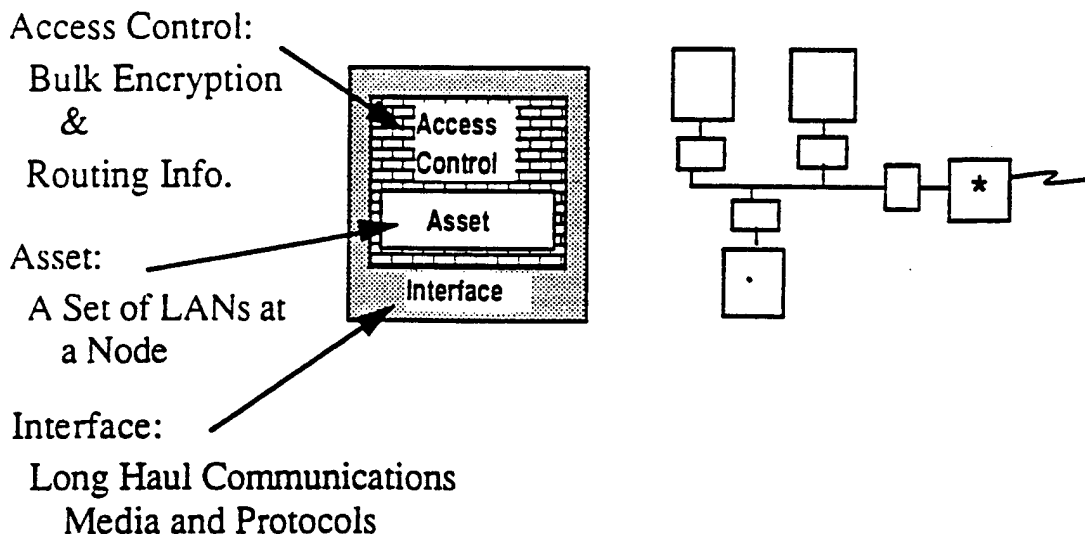 Access Control:
Bulk Encryption
&
Routing Info.
Asset:
A Set of LANs at
a Node
Interface:
Long Haul Communications
Media and Protocols
Access
Control
Asset
Interface
*